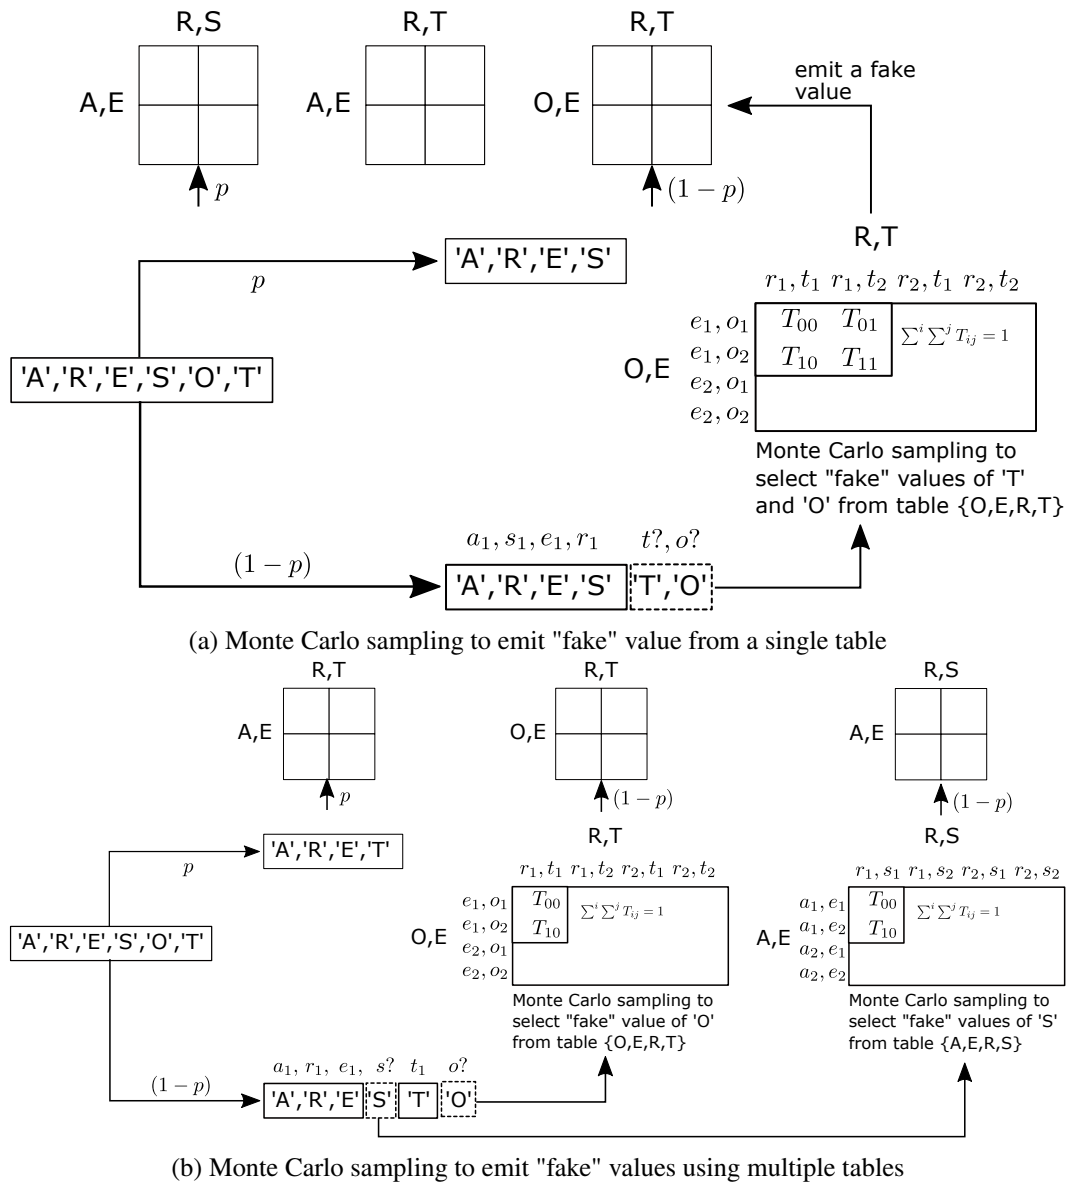 R,S
R,T
R,T
A,E
A,E
O,E
emit a fake
value
p
(1 − p)
R,T
'A','R','E','S'
p
r₁, t₁ r₁, t₂ r₂, t₁ r₂, t₂
e₁, o₁ T₀₀ T₀₁
∑ⁱ ∑ʲ Tᵢⱼ = 1
e₁, o₂ T₁₀ T₁₁
O,E
e₂, o₁
e₂, o₂
'A','R','E','S','O','T'
Monte Carlo sampling to
select "fake" values of 'T'
and 'O' from table {O,E,R,T}
a₁, s₁, e₁, r₁ t?, o?
(1 − p)
'A','R','E','S' 'T','O'
(a) Monte Carlo sampling to emit "fake" value from a single table
R,T
R,T
R,S
A,E
O,E
A,E
p
(1 − p)
(1 − p)
R,T
R,S
'A','R','E','T'
p
r₁, t₁ r₁, t₂ r₂, t₁ r₂, t₂
r₁, s₁ r₁, s₂ r₂, s₁ r₂, s₂
e₁, o₁ T₀₀
∑ⁱ ∑ʲ Tᵢⱼ = 1
e₁, o₂ T₁₀
O,E
e₂, o₁
e₂, o₂
a₁, e₁ T₀₀
∑ⁱ ∑ʲ Tᵢⱼ = 1
a₁, e₂ T₁₀
A,E
a₂, e₁
a₂, e₂
'A','R','E','S','O','T'
Monte Carlo sampling to
select "fake" value of 'O'
from table {O,E,R,T}
Monte Carlo sampling to
select "fake" values of 'S'
from table {A,E,R,S}
a₁, r₁, e₁, s? t₁ o?
(1 − p)
'A','R','E' 'S' 'T' 'O'
(b) Monte Carlo sampling to emit "fake" values using multiple tables